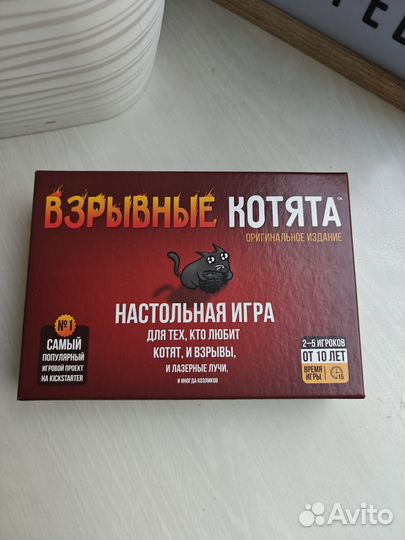 ВЗРЫВНЫЕ КОТЯТА
ОРИГИНАЛЬНОЕ ИЗДАНИЕ
НАСТОЛЬНАЯ ИГРА
ДЛЯ ТЕХ, КТО ЛЮБИТ
КОТЯТ, И ВЗРЫВЫ,
И ЛАЗЕРНЫЕ ЛУЧИ,
И ИНОГДА КОЗЛИКОВ
№1
САМЫЙ
ПОПУЛЯРНЫЙ
ИГРОВОЙ ПРОЕКТ
НА KICKSTARTER
2–5 ИГРОКОВ
ОТ 10 ЛЕТ
ВРЕМЯ
ИГРЫ
15
Avito